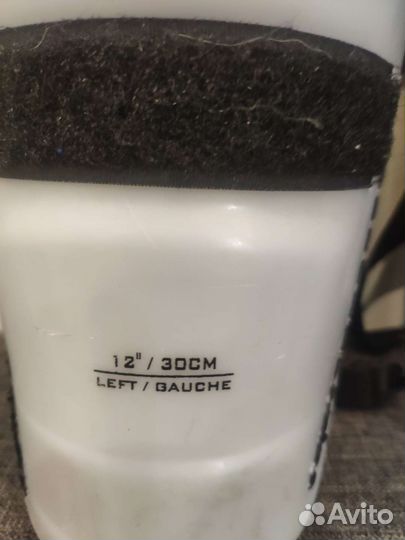 12" / 30CM
LEFT / GAUCHE
Avito